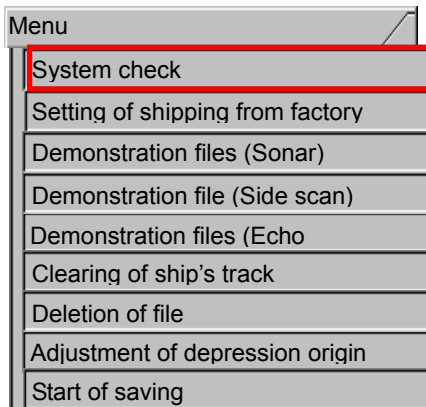 Menu
System check
Setting of shipping from factory
Demonstration files (Sonar)
Demonstration file (Side scan)
Demonstration files (Echo
Clearing of ship's track
Deletion of file
Adjustment of depression origin
Start of saving